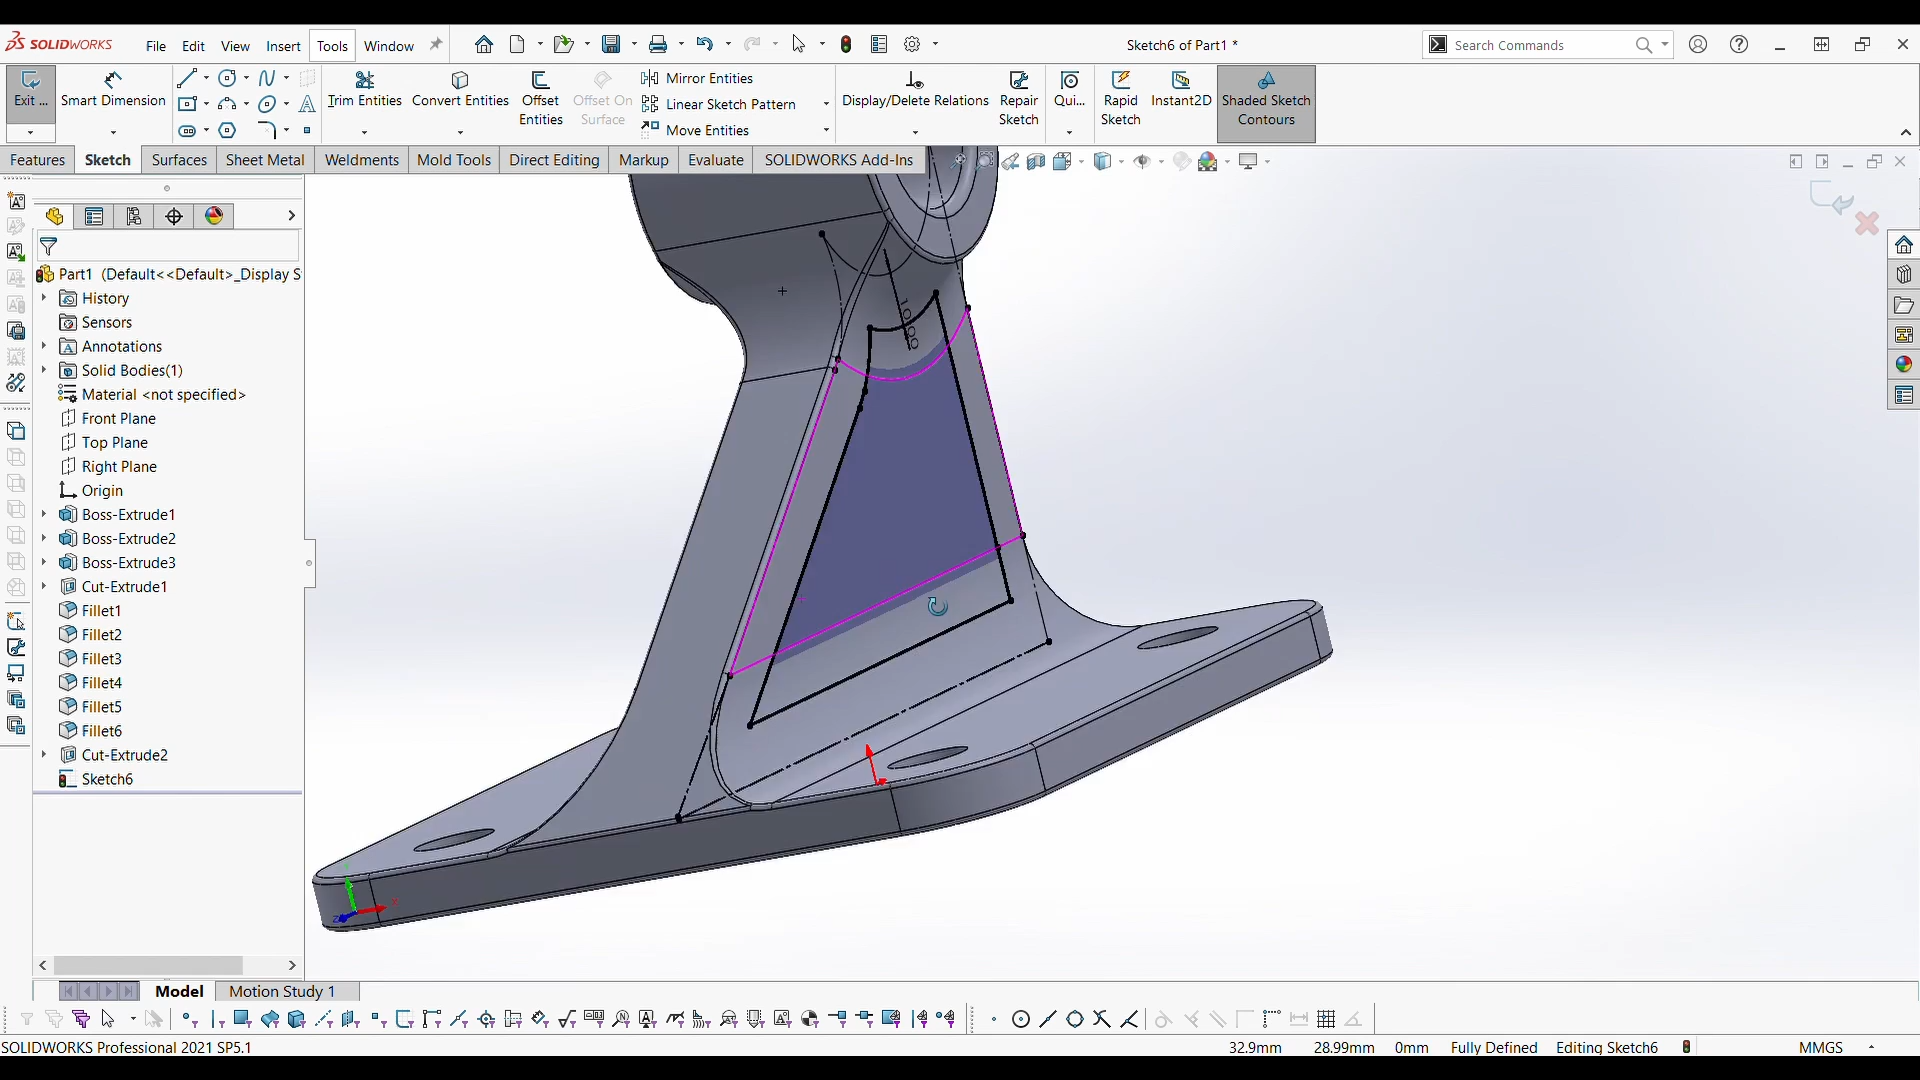 SOLIDWORKS
File Edit View Insert Tools Window
Sketch6 of Part1 *
Search Commands
Exit ...
Smart Dimension
Trim Entities
Convert Entities
Offset Entities
Offset On Surface
Mirror Entities
Linear Sketch Pattern
Move Entities
Display/Delete Relations
Repair Sketch
Qui...
Rapid Sketch
Instant2D
Shaded Sketch Contours
Features Sketch Surfaces Sheet Metal Weldments Mold Tools Direct Editing Markup Evaluate SOLIDWORKS Add-Ins
Part1 (Default<<Default>_Display S
History
Sensors
Annotations
Solid Bodies(1)
Material <not specified>
Front Plane
Top Plane
Right Plane
Origin
Boss-Extrude1
Boss-Extrude2
Boss-Extrude3
Cut-Extrude1
Fillet1
Fillet2
Fillet3
Fillet4
Fillet5
Fillet6
Cut-Extrude2
Sketch6
10.00
Model Motion Study 1
SOLIDWORKS Professional 2021 SP5.1
32.9mm 28.99mm 0mm Fully Defined Editing Sketch6 MMGS